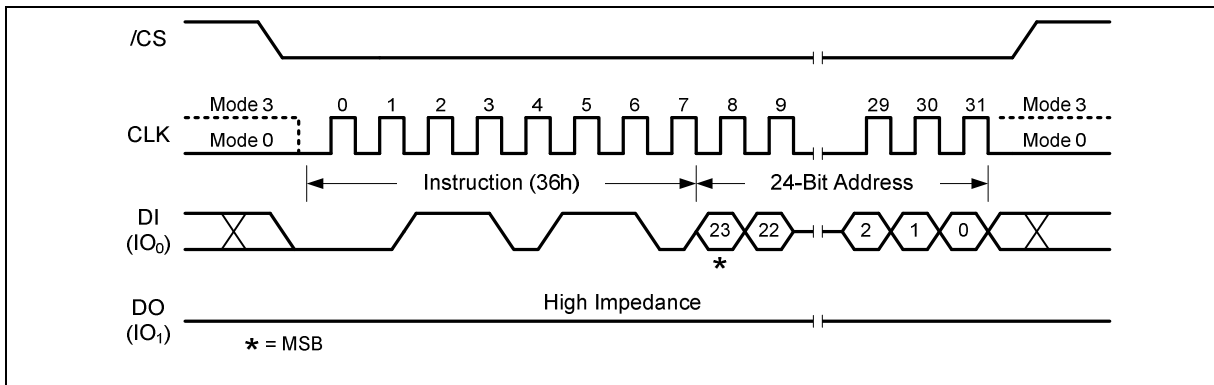 /CS
Mode 3 0 1 2 3 4 5 6 7 8 9 29 30 31 Mode 3
CLK Mode 0 Mode 0
Instruction (36h) 24-Bit Address
DI
(IO₀)
23 22 2 1 0
*
High Impedance
DO
(IO₁)
* = MSB